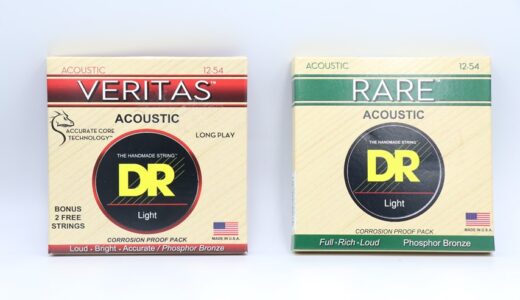 ACOUSTIC 12-54
VERITAS™
ACOUSTIC
ACCURATE CORE
TECHNOLOGY™
LONG PLAY
THE HANDMADE STRING™
DR
Light
BONUS
2 FREE
STRINGS
MADE IN U.S.A.
CORROSION PROOF PACK
Loud - Bright - Accurate / Phosphor Bronze
ACOUSTIC 12-54
RARE™
ACOUSTIC
THE HANDMADE STRING™
DR
Light
MADE IN U.S.A.
CORROSION PROOF PACK
Full-Rich-Loud Phosphor Bronze